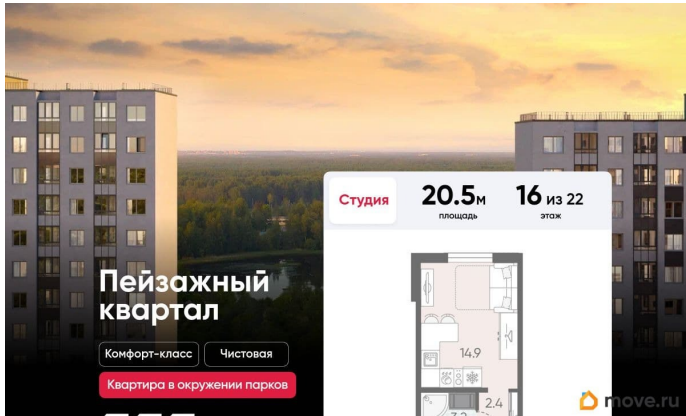 Студия
20.5м
площадь
16 из 22
этаж
Пейзажный
квартал
Комфорт-класс
Чистовая
Квартира в окружении парков
14.9
2.4
move.ru